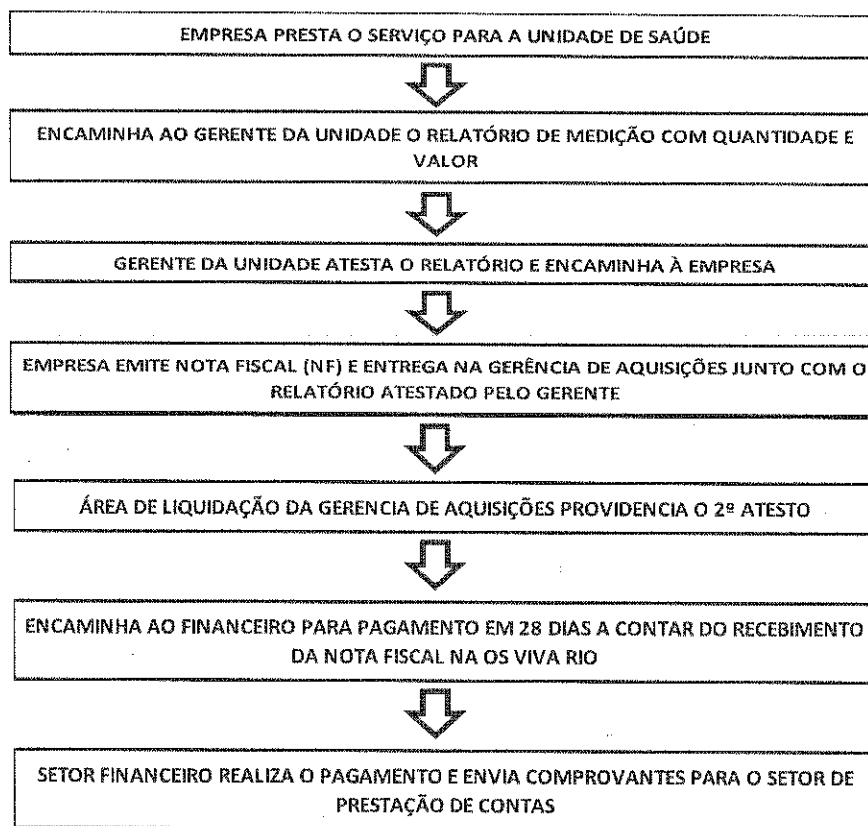 EMPRESA PRESTA O SERVIÇO PARA A UNIDADE DE SAÚDE
ENCAMINHA AO GERENTE DA UNIDADE O RELATÓRIO DE MEDIÇÃO COM QUANTIDADE E
VALOR
GERENTE DA UNIDADE ATESTA O RELATÓRIO E ENCAMINHA À EMPRESA
EMPRESA EMITE NOTA FISCAL (NF) E ENTREGA NA GERÊNCIA DE AQUISIÇÕES JUNTO COM O
RELATÓRIO ATESTADO PELO GERENTE
ÁREA DE LIQUIDAÇÃO DA GERENCIA DE AQUISIÇÕES PROVIDENCIA O 2º ATESTO
ENCAMINHA AO FINANCEIRO PARA PAGAMENTO EM 28 DIAS A CONTAR DO RECEBIMENTO
DA NOTA FISCAL NA OS VIVA RIO
SETOR FINANCEIRO REALIZA O PAGAMENTO E ENVIA COMPROVANTES PARA O SETOR DE
PRESTAÇÃO DE CONTAS